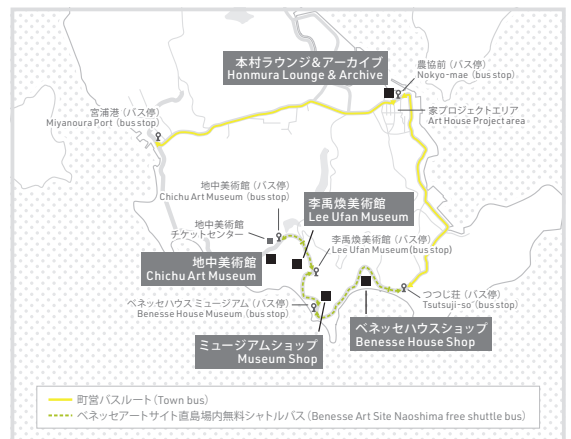 本村ラウンジ&アーカイブ
Honmura Lounge & Archive
農協前（バス停）
Nokyo-mae（bus stop）
宮浦港（バス停）
Miyanoura Port（bus stop）
家プロジェクトエリア
Art House Project area
地中美術館（バス停）
Chichu Art Museum（bus stop）
李禹煥美術館
Lee Ufan Museum
地中美術館
チケットセンター
李禹煥美術館（バス停）
Lee Ufan Museum（bus stop）
地中美術館
Chichu Art Museum
つつじ荘（バス停）
Tsutsuji-so（bus stop）
ベネッセハウス ミュージアム（バス停）
Benesse House Museum（bus stop）
ベネッセハウスショップ
Benesse House Shop
ミュージアムショップ
Museum Shop
町営バスルート（Town bus）
ベネッセアートサイト直島場内無料シャトルバス（Benesse Art Site Naoshima free shuttle bus）